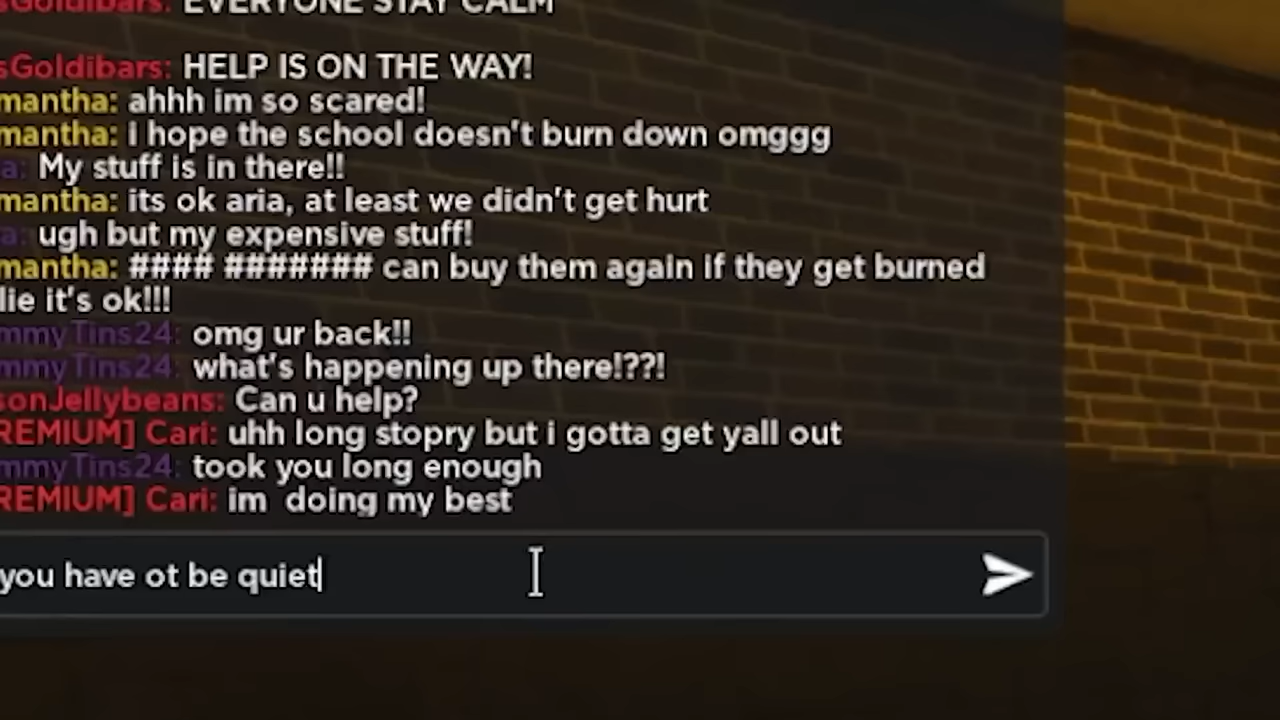 sGoldibars: EVERYONE STAY CALM
sGoldibars: HELP IS ON THE WAY!
mantha: ahhh im so scared!
mantha: i hope the school doesn't burn down omggg
a: My stuff is in there!!
mantha: its ok aria, at least we didn't get hurt
a: ugh but my expensive stuff!
mantha: #### ####### can buy them again if they get burned
lie it's ok!!!
mmyTins24: omg ur back!!
mmyTins24: what's happening up there!??!
sonJellybeans: Can u help?
REMIUM] Cari: uhh long stopry but i gotta get yall out
mmyTins24: took you long enough
REMIUM] Cari: im  doing my best
you have ot be quiet